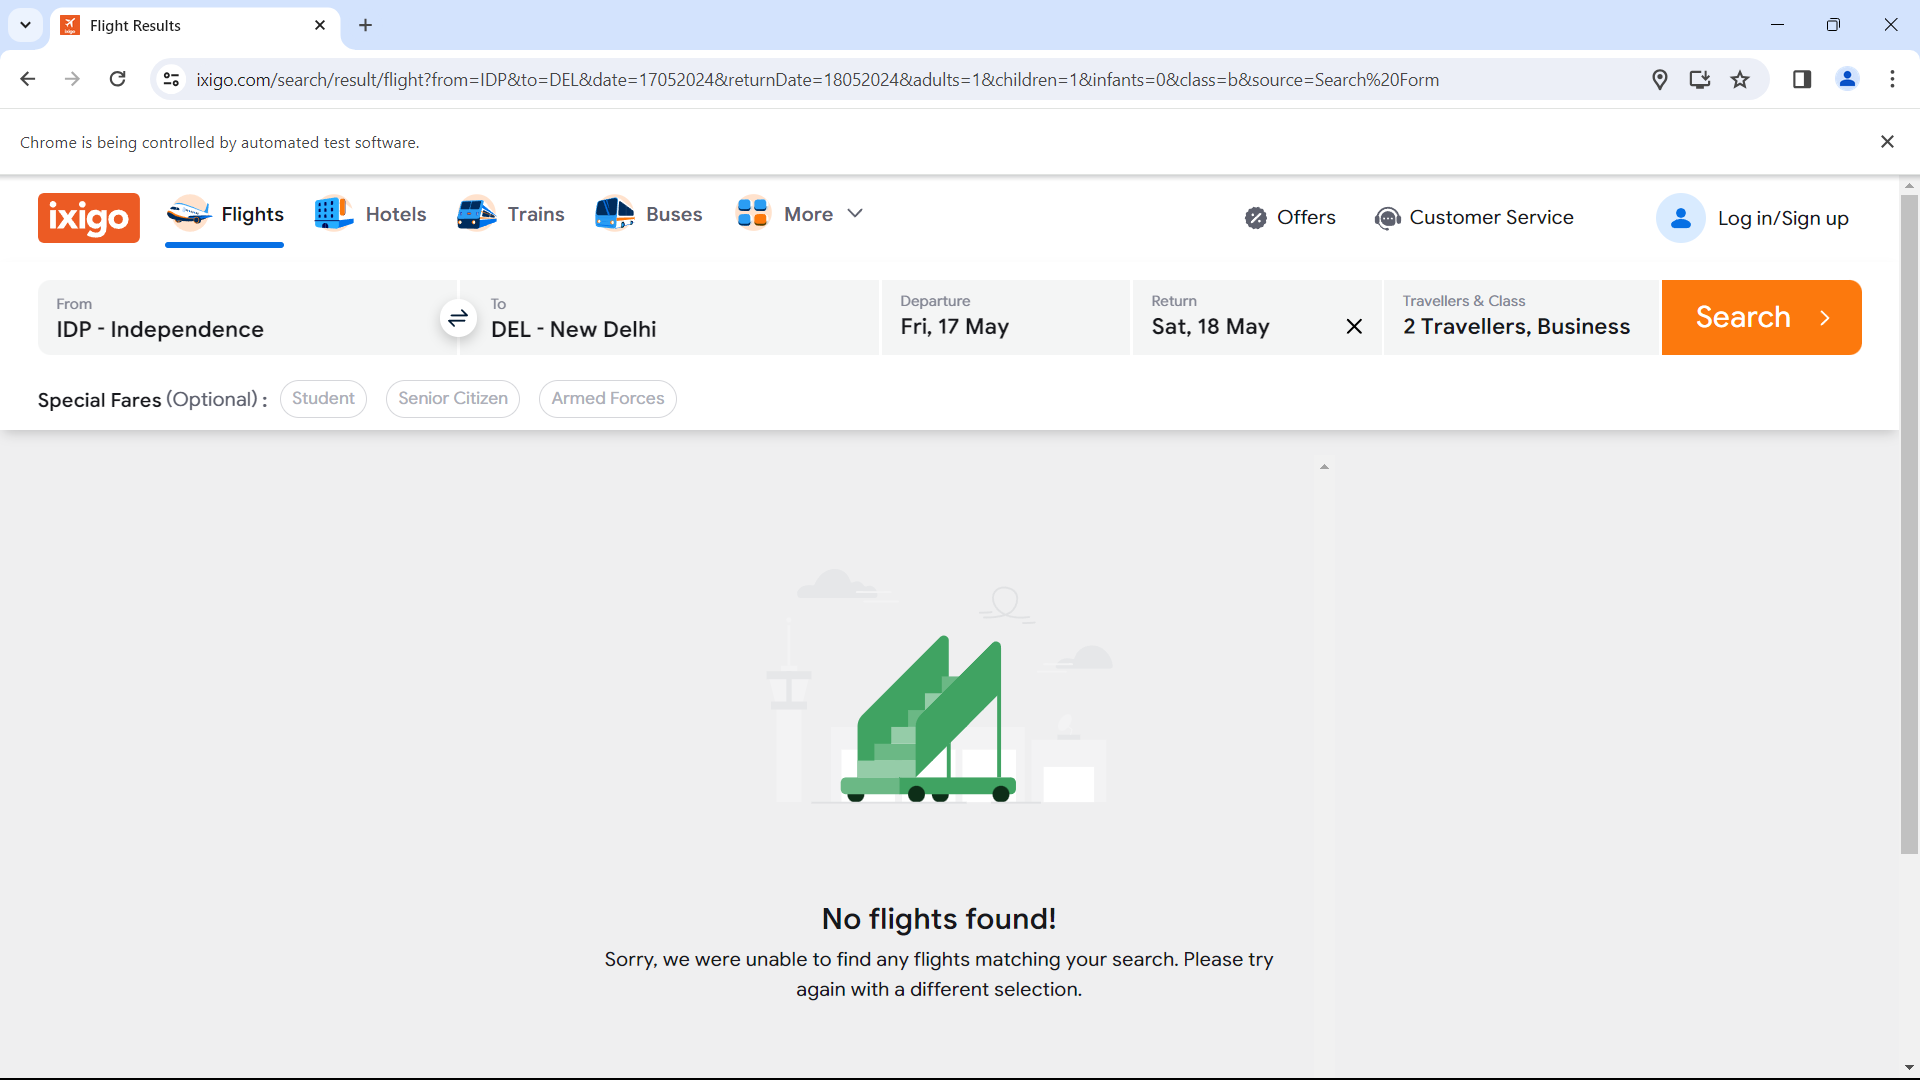 Flight Results
ixigo.com/search/result/flight?from=IDP&to=DEL&date=17052024&returnDate=18052024&adults=1&children=1&infants=0&class=b&source=Search%20Form
Chrome is being controlled by automated test software.
ixigo
Flights
Hotels
Trains
Buses
More
Offers
Customer Service
Log in/Sign up
From
IDP - Independence
To
DEL - New Delhi
Departure
Fri, 17 May
Return
Sat, 18 May
Travellers & Class
2 Travellers, Business
Search
Special Fares (Optional) :
Student
Senior Citizen
Armed Forces
No flights found!
Sorry, we were unable to find any flights matching your search. Please try
again with a different selection.